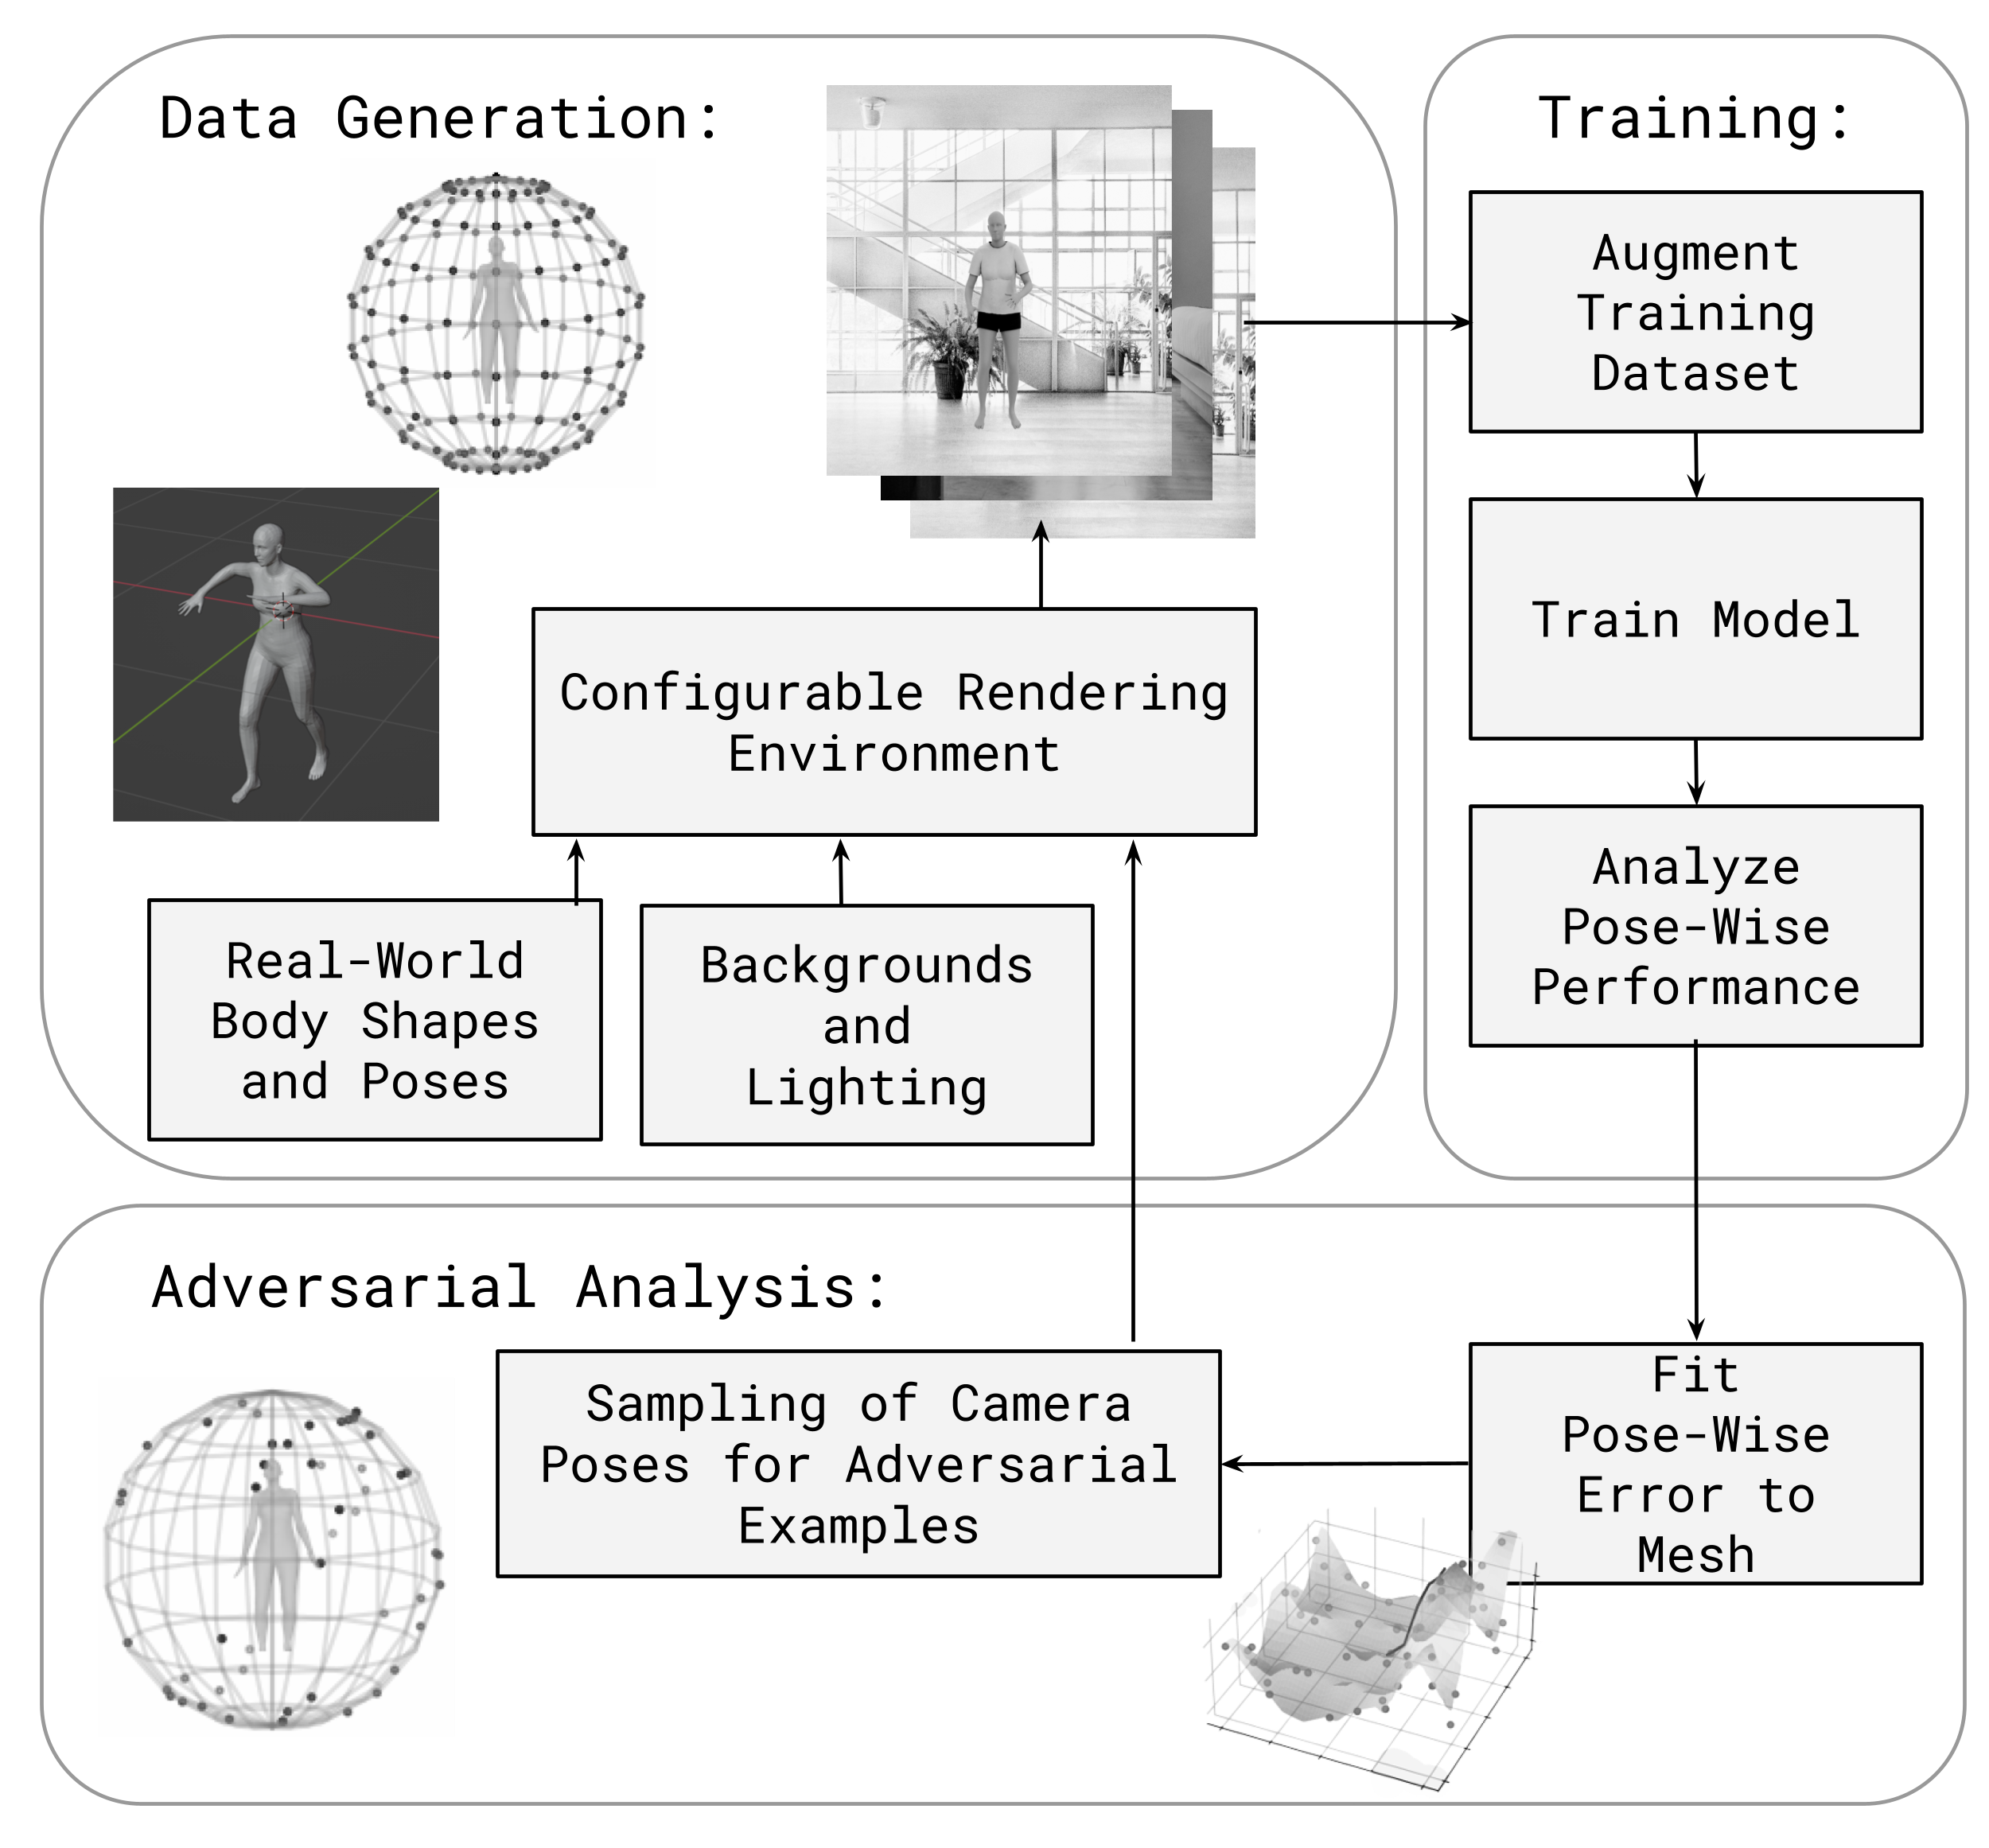 Data Generation:
Configurable Rendering
Environment
Real-World
Body Shapes
and Poses
Backgrounds
and
Lighting
Training:
Augment
Training
Dataset
Train Model
Analyze
Pose-Wise
Performance
Adversarial Analysis:
Sampling of Camera
Poses for Adversarial
Examples
Fit
Pose-Wise
Error to
Mesh